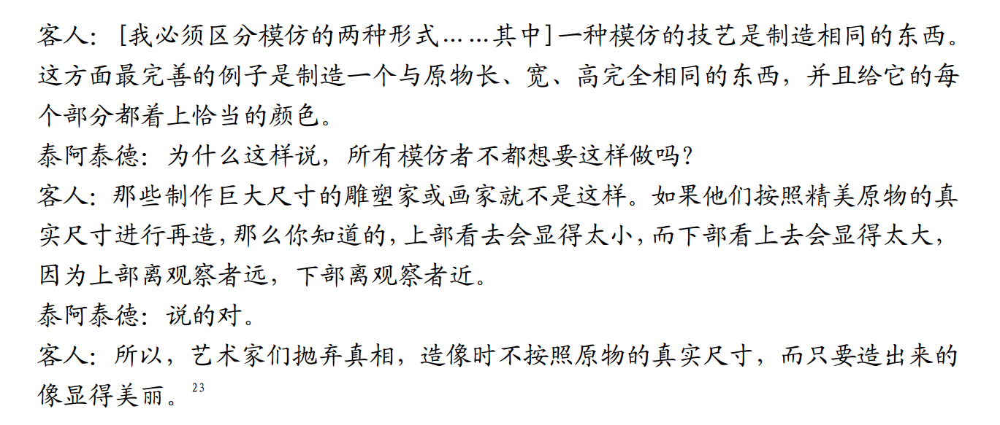 客人：[我必须区分模仿的两种形式……其中]一种模仿的技艺是制造相同的东西。
这方面最完善的例子是制造一个与原物长、宽、高完全相同的东西，并且给它的每
个部分都着上恰当的颜色。
泰阿泰德：为什么这样说，所有模仿者不都想要这样做吗？
客人：那些制作巨大尺寸的雕塑家或画家就不是这样。如果他们按照精美原物的真
实尺寸进行再造，那么你知道的，上部看去会显得太小，而下部看上去会显得太大，
因为上部离观察者远，下部离观察者近。
泰阿泰德：说的对。
客人：所以，艺术家们抛弃真相，造像时不按照原物的真实尺寸，而只要造出来的
像显得美丽。23